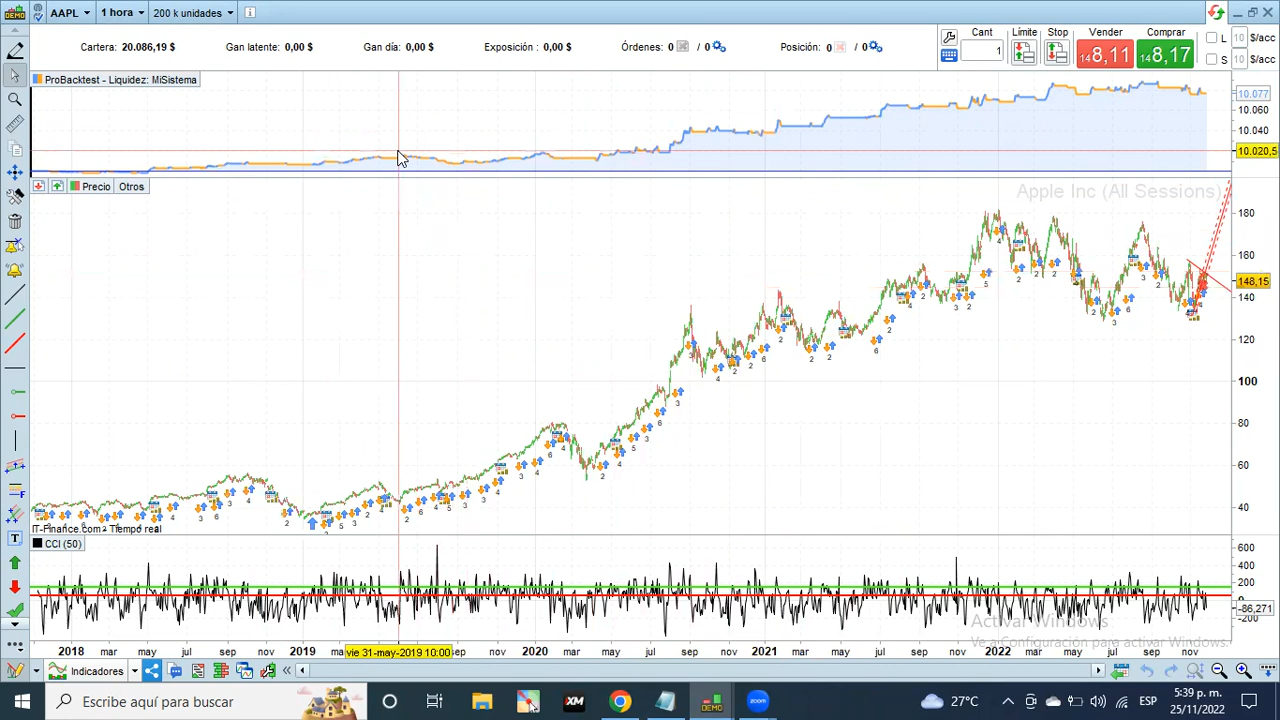 DEMO AAPL 1 hora 200 k unidades
Cartera: 20.086,19 $ Gan latente: 0,00 $ Gan día: 0,00 $ Exposición : 0,00 $ Órdenes: 0 / 0 Posición: 0 / 0
Cant Límite Stop Vender Comprar
1 148,11 148,17
L 10 $/acc
S 10 $/acc
ProBacktest - Liquidez: MiSistema
10.077
10.060
10.040
10.020,5
Precio Otros
Apple Inc (All Sessions)
180
160
148,15
140
120
100
80
60
40
IT-Finance.com - Tiempo real
CCI (50)
600
400
200
0
-86,271
-200
Activar Windows
Ve a Configuración para activar Windows.
2018 mar may jul sep nov 2019 vie 31-may-2019 10:00 jul sep nov 2020 mar may jul sep nov 2021 mar may jul sep nov 2022 mar may jul sep nov
Indicadores
Escribe aquí para buscar
XM
DEMO
27°C
ESP
5:39 p. m.
25/11/2022